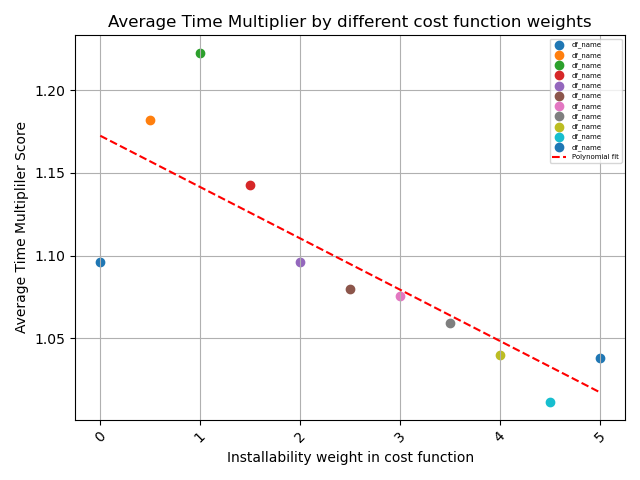 Average Time Multiplier by different cost function weights
df_name
df_name
df_name
df_name
df_name
df_name
df_name
df_name
df_name
df_name
df_name
Polynomial fit
Average Time Multipliler Score
1.20
1.15
1.10
1.05
0
1
2
3
4
5
Installability weight in cost function